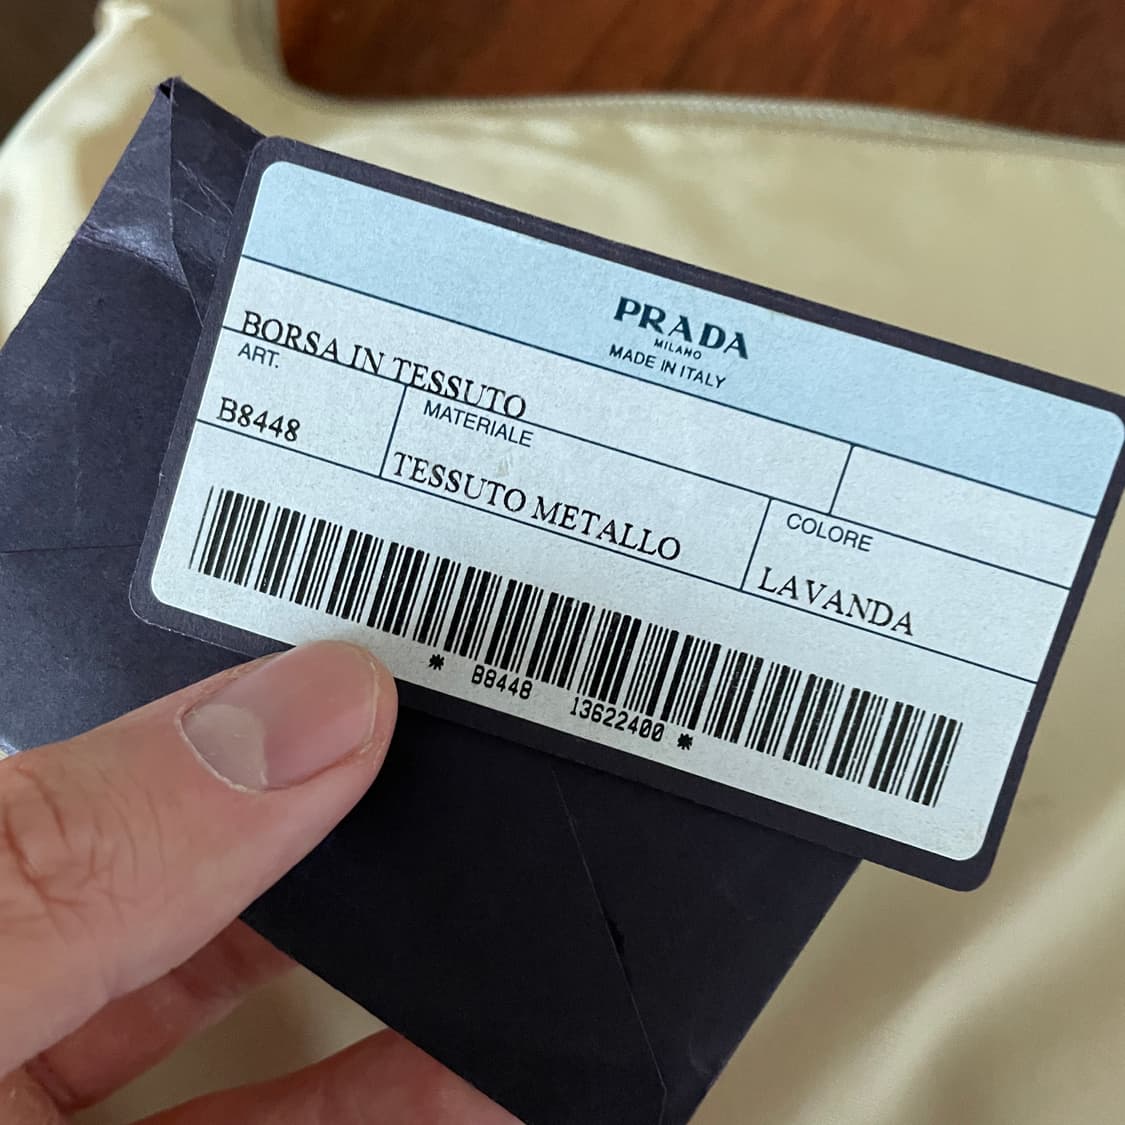 PRADA
MILANO
MADE IN ITALY
BORSA IN TESSUTO
ART.
B8448
MATERIALE
TESSUTO METALLO
COLORE
LAVANDA
* B8448 13622400 *